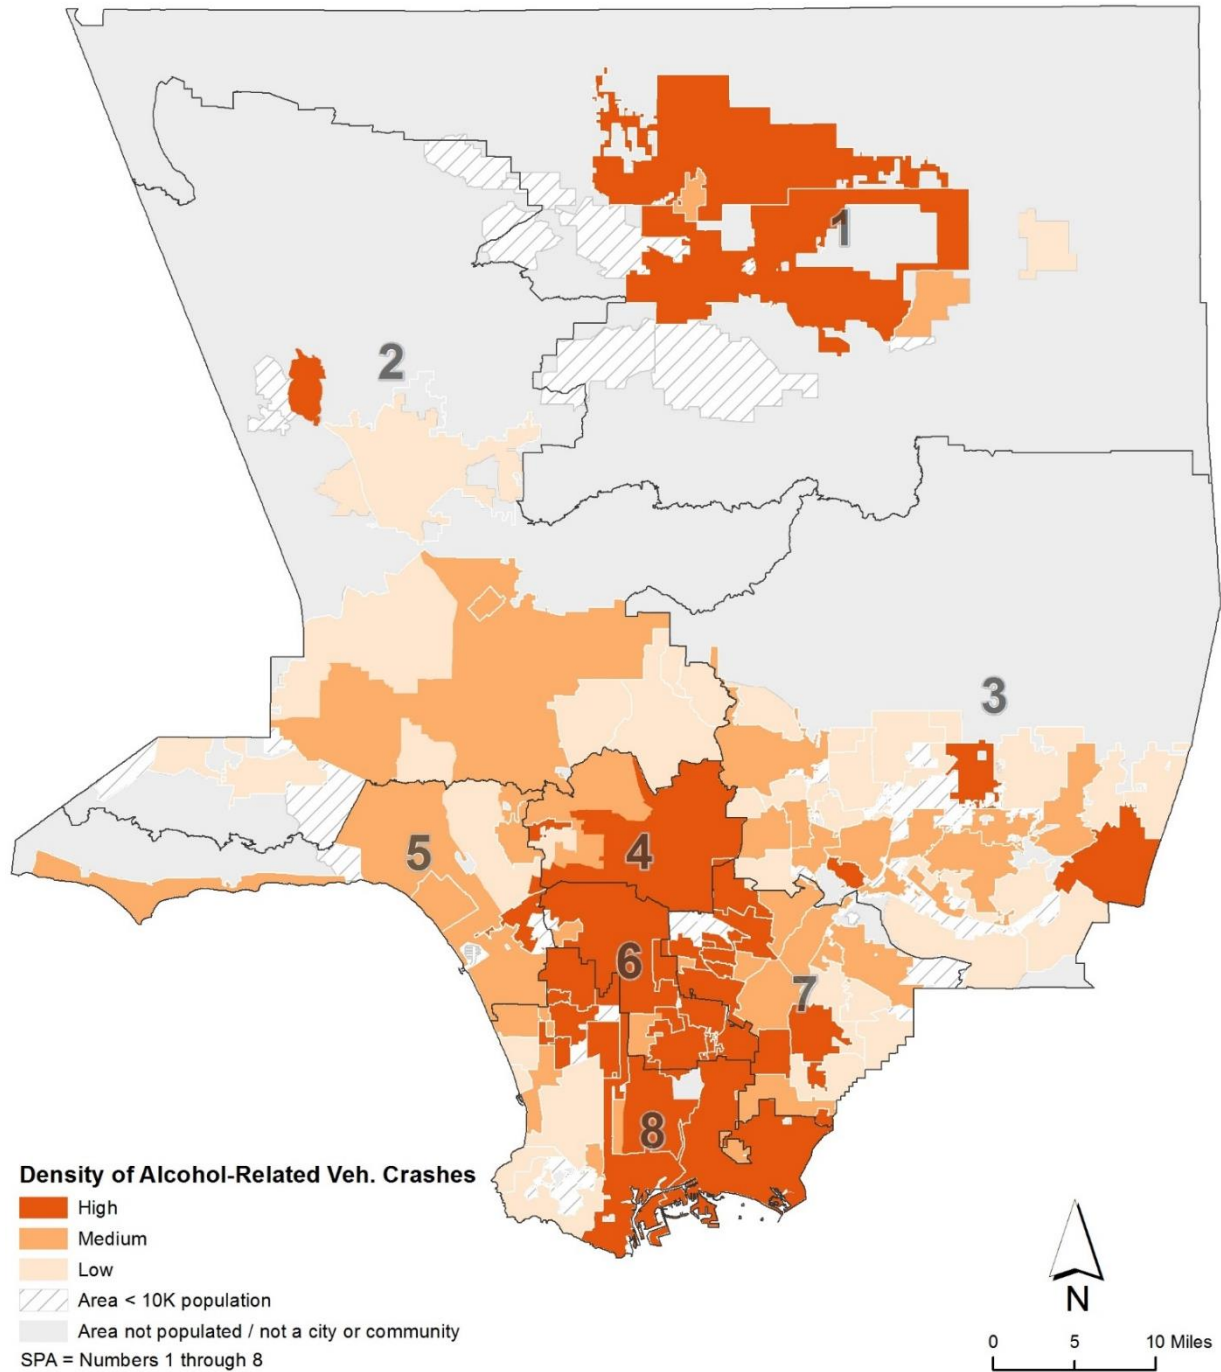 1
2
3
4
5
6
7
8
Density of Alcohol-Related Veh. Crashes
High
Medium
Low
Area < 10K population
Area not populated / not a city or community
SPA = Numbers 1 through 8
N
0 5 10 Miles